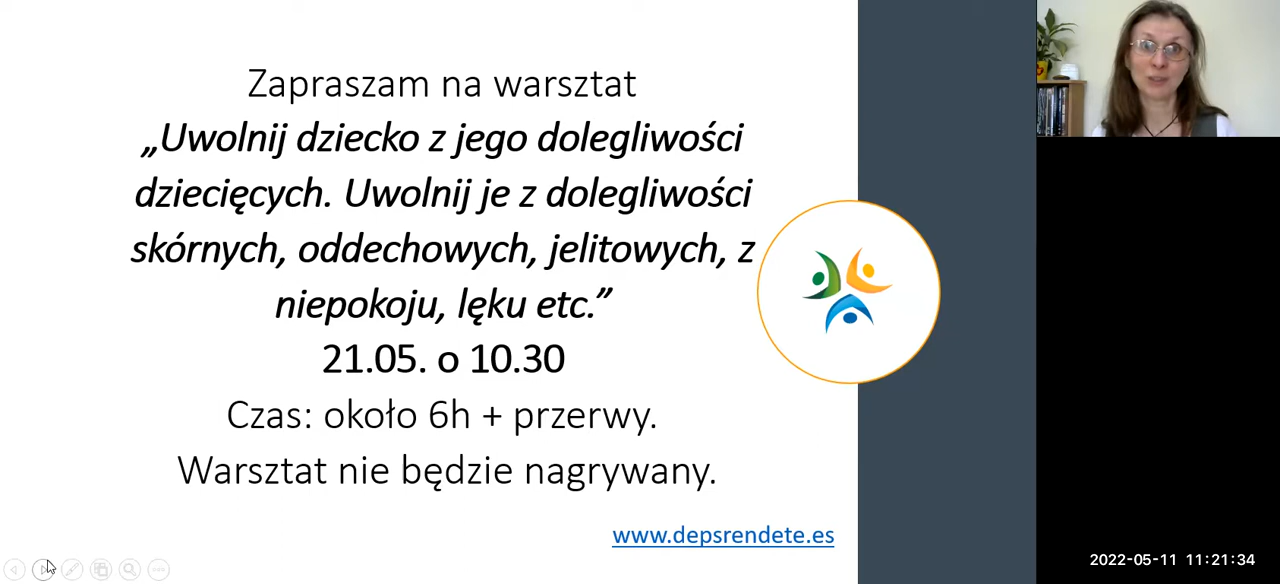 Zapraszam na warsztat
„Uwolnij dziecko z jego dolegliwości
dziecięcych. Uwolnij je z dolegliwości
skórnych, oddechowych, jelitowych, z
niepokoju, lęku etc.”
21.05. o 10.30
Czas: około 6h + przerwy.
Warsztat nie będzie nagrywany.
www.depsrendete.es
2022-05-11 11:21:34